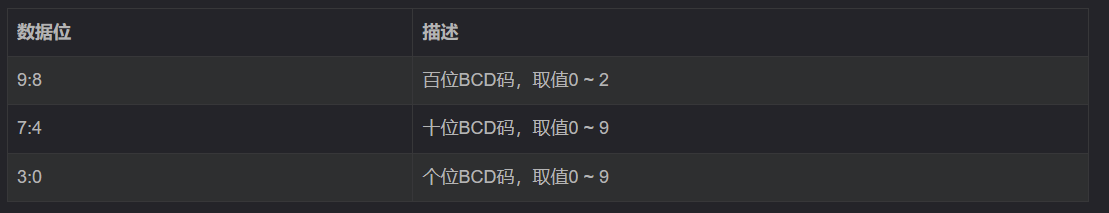 数据位 描述
9:8 百位BCD码，取值0 ~ 2
7:4 十位BCD码，取值0 ~ 9
3:0 个位BCD码，取值0 ~ 9